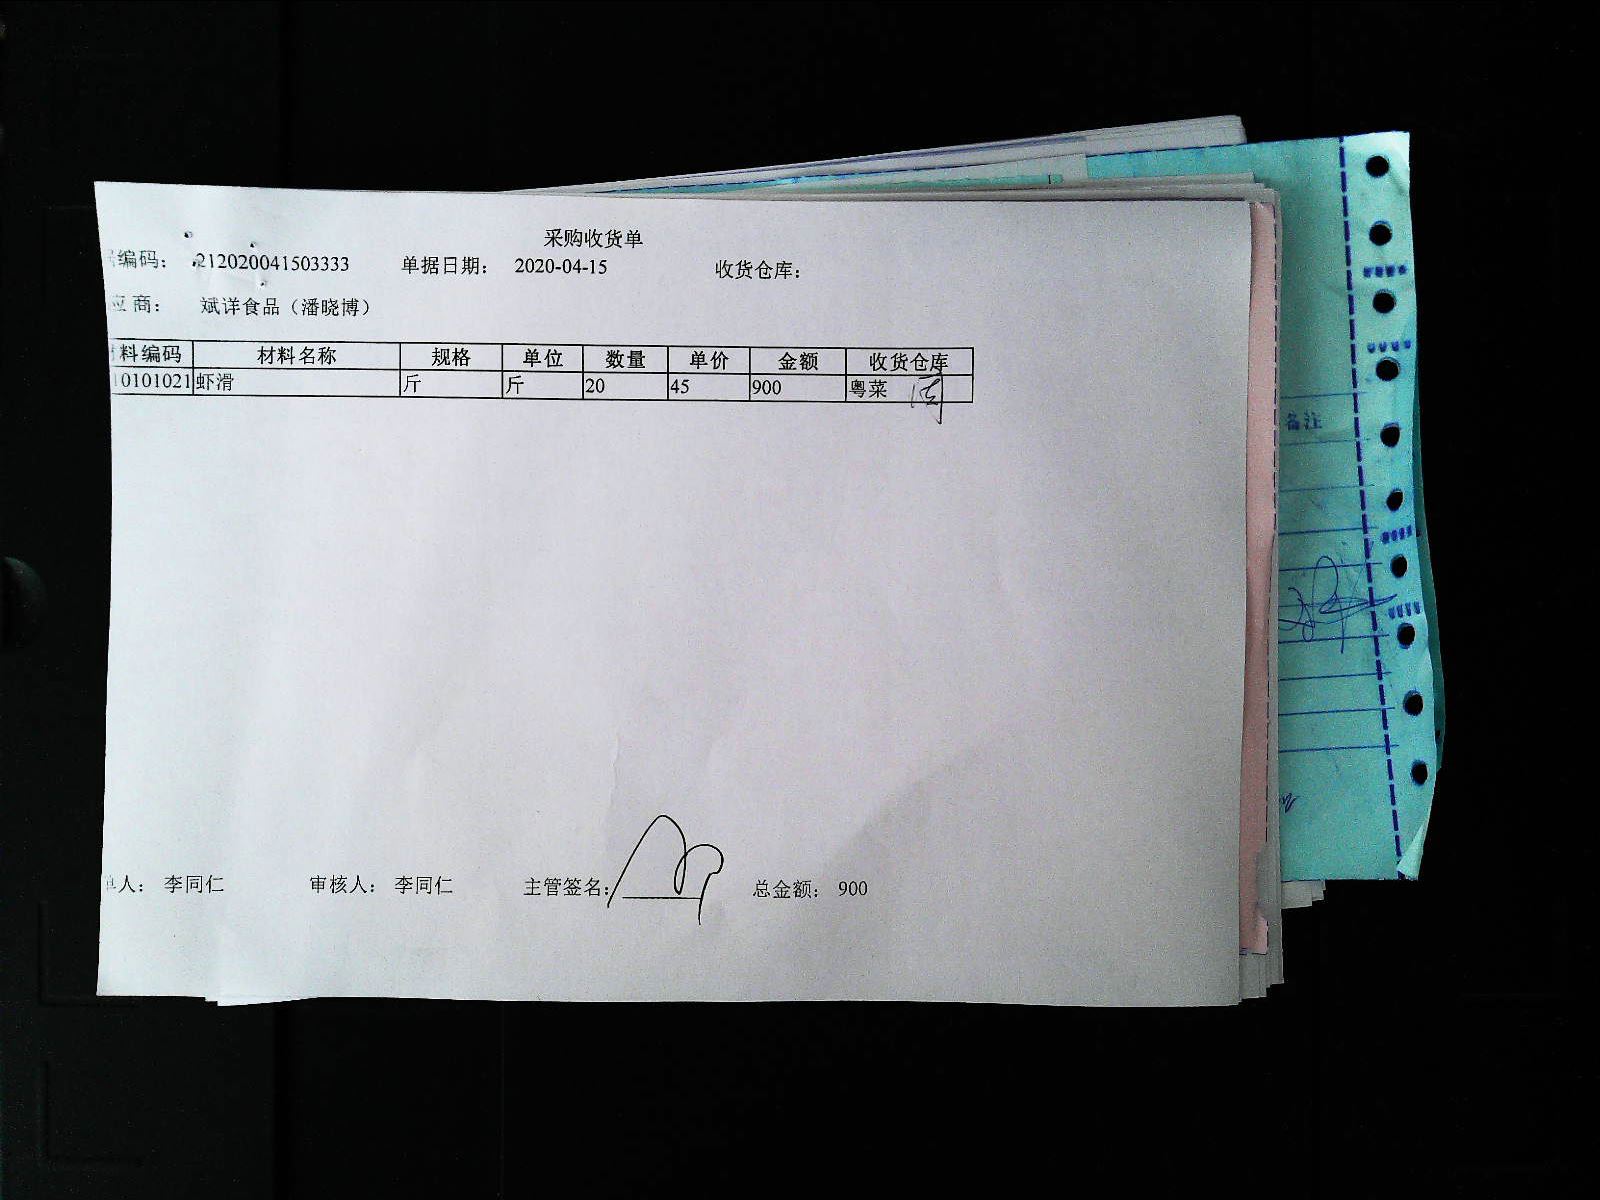 采购收货单
编码： 212020041503333 单据日期： 2020-04-15 收货仓库：
应商： 斌详食品（潘晓博）
材料编码 材料名称 规格 单位 数量 单价 金额 收货仓库
10101021 虾滑 斤 斤 20 45 900 粤菜
备注
单人： 李同仁 审核人： 李同仁 主管签名： 总金额： 900